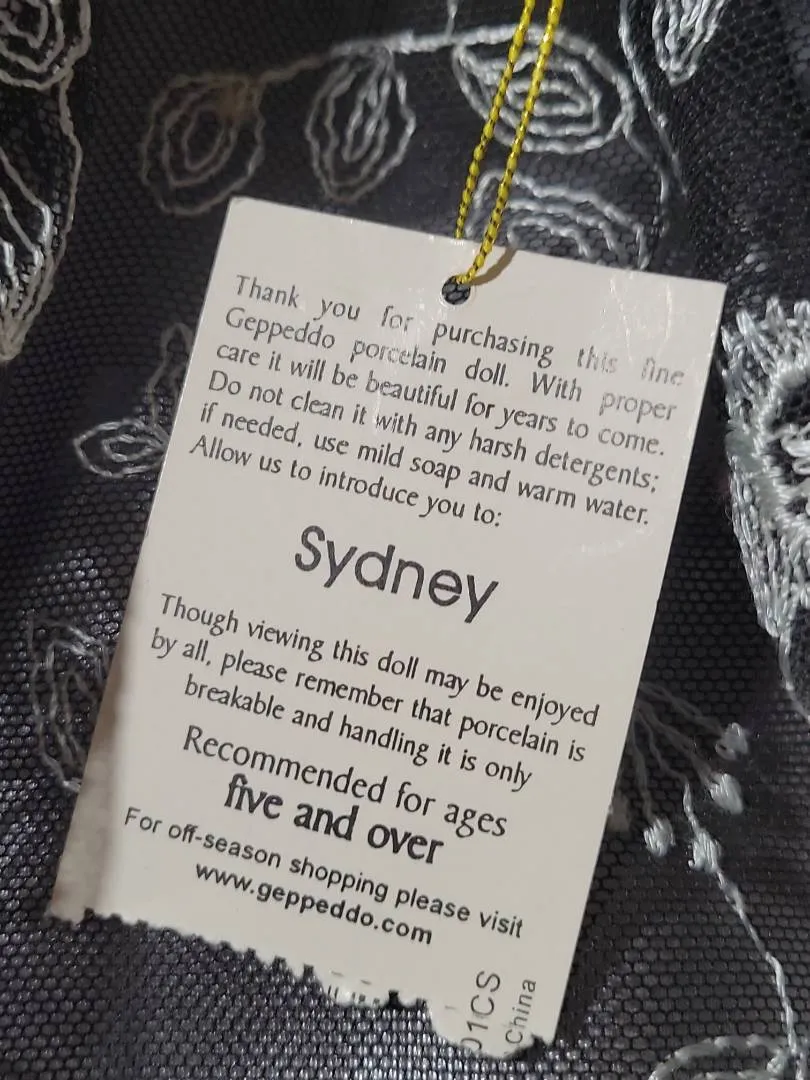 Thank you for purchasing this fine
Geppeddo porcelain doll. With proper
care it will be beautiful for years to come.
Do not clean it with any harsh detergents;
if needed, use mild soap and warm water.
Allow us to introduce you to:
Sydney
Though viewing this doll may be enjoyed
by all, please remember that porcelain is
breakable and handling it is only
Recommended for ages
five and over
For off-season shopping please visit
www.geppeddo.com
01CS
China